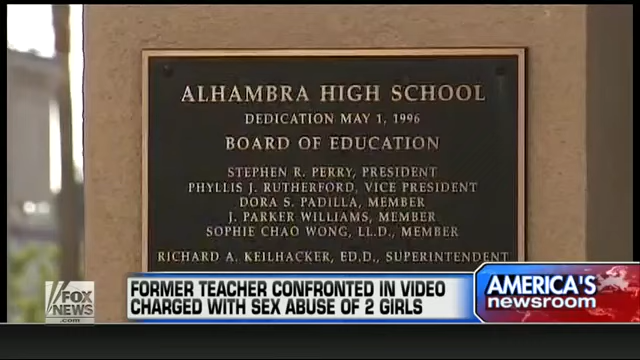 ALHAMBRA HIGH SCHOOL
DEDICATION MAY 1, 1996
BOARD OF EDUCATION
STEPHEN R. PERRY, PRESIDENT
PHYLLIS J. RUTHERFORD, VICE PRESIDENT
DORA S. PADILLA, MEMBER
J. PARKER WILLIAMS, MEMBER
SOPHIE CHAO WONG, LL.D., MEMBER
RICHARD A. KEILHACKER, ED.D., SUPERINTENDENT
FORMER TEACHER CONFRONTED IN VIDEO
CHARGED WITH SEX ABUSE OF 2 GIRLS
FOX
NEWS
.com
AMERICA'S
newsroom